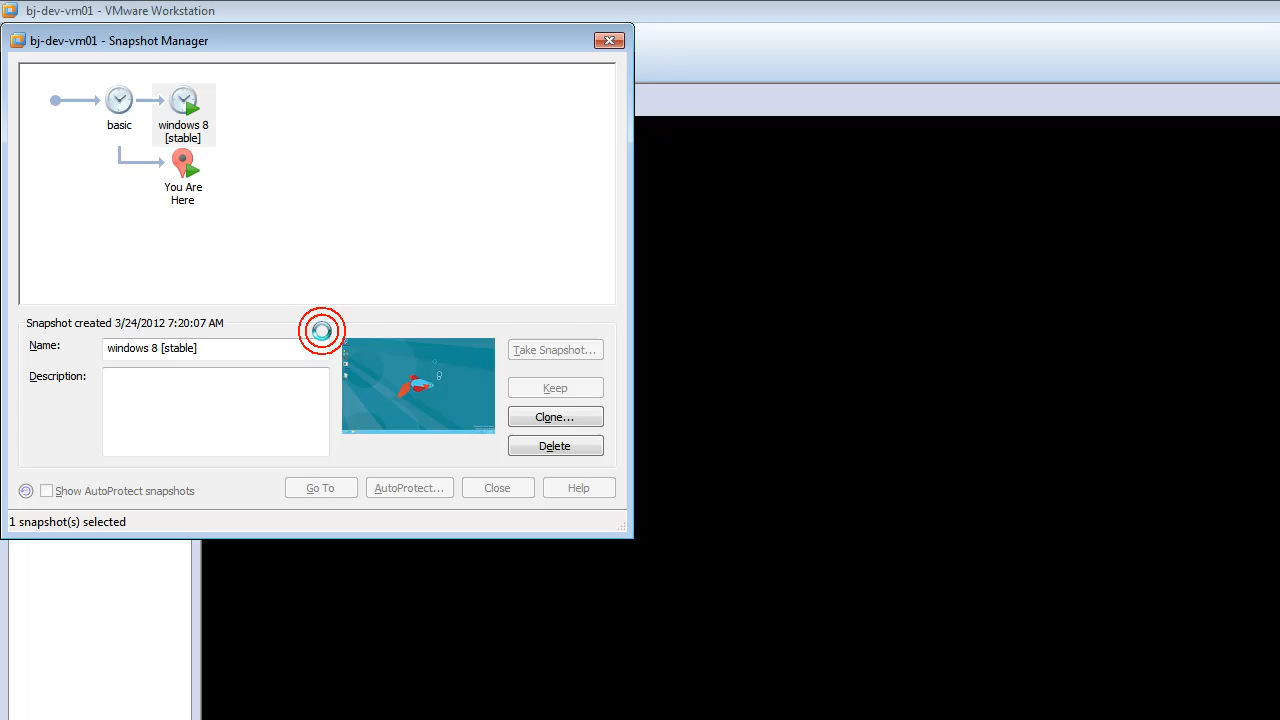 bj-dev-vm01 - VMware Workstation
bj-dev-vm01 - Snapshot Manager
basic
windows 8
[stable]
You Are
Here
Snapshot created 3/24/2012 7:20:07 AM
Name:
windows 8 [stable]
Take Snapshot...
Description:
Keep
Clone...
Delete
Show AutoProtect snapshots
Go To
AutoProtect...
Close
Help
1 snapshot(s) selected